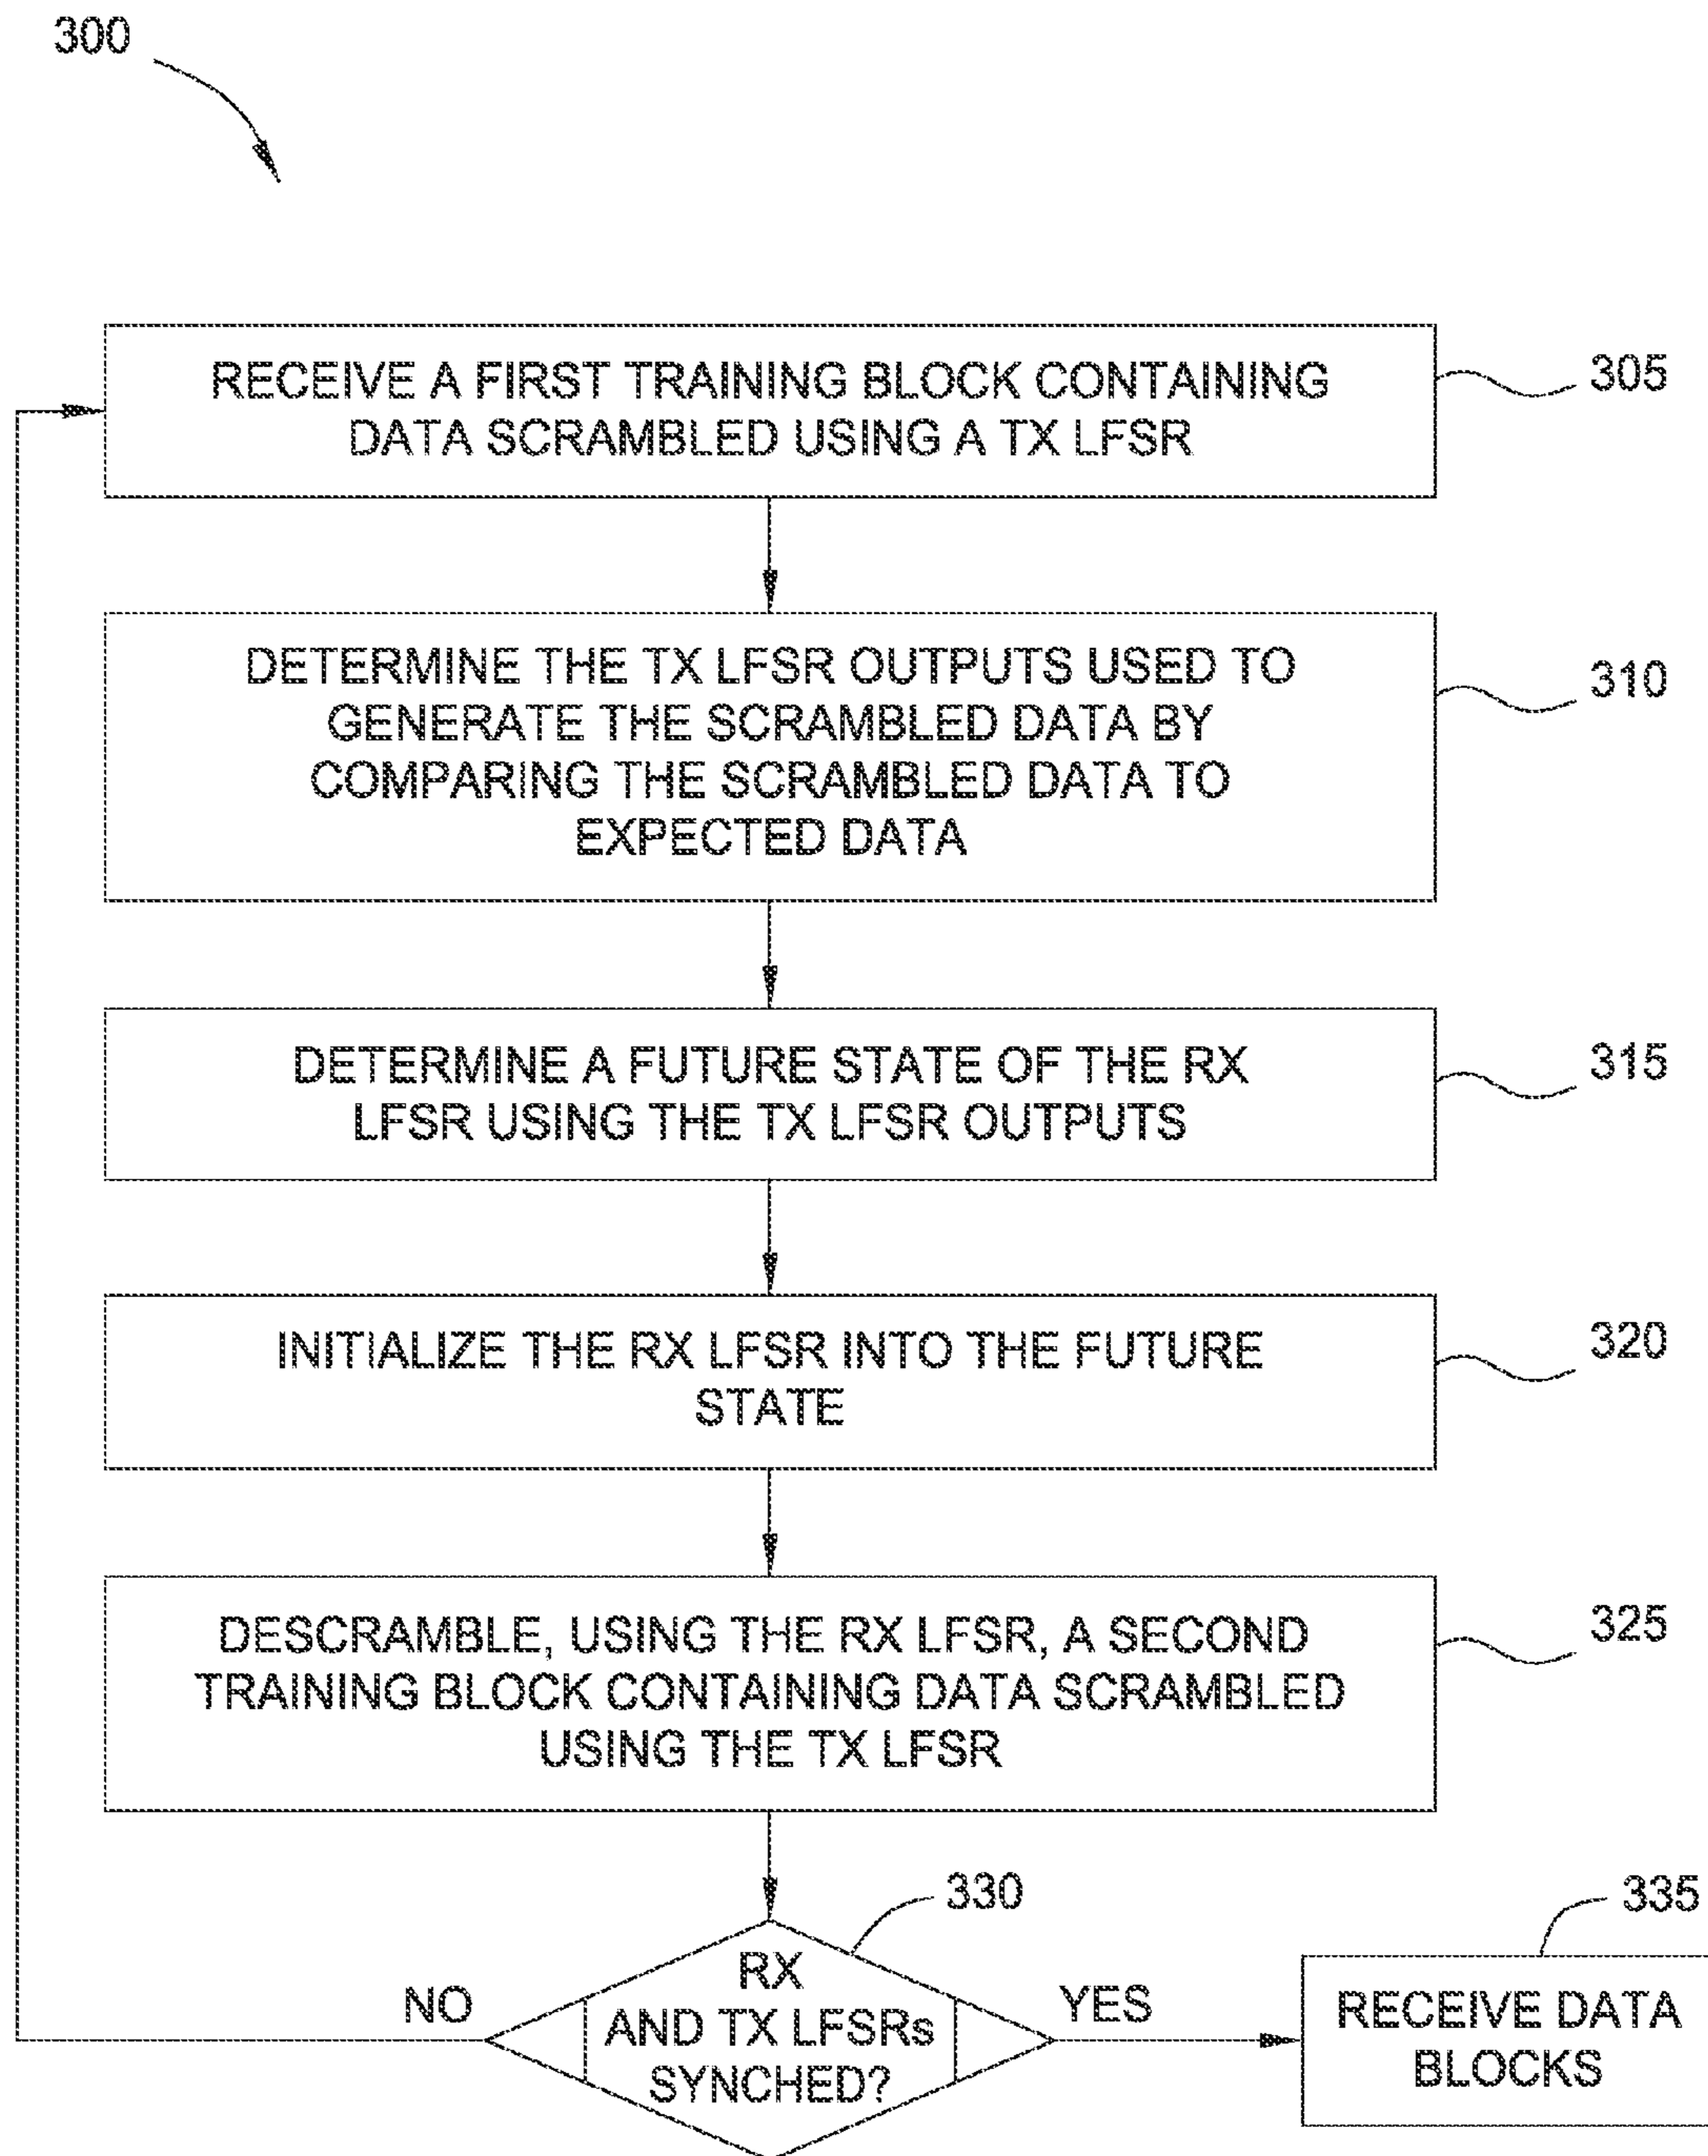 300
RECEIVE A FIRST TRAINING BLOCK CONTAINING
DATA SCRAMBLED USING A TX LFSR
305
DETERMINE THE TX LFSR OUTPUTS USED TO
GENERATE THE SCRAMBLED DATA BY
COMPARING THE SCRAMBLED DATA TO
EXPECTED DATA
310
DETERMINE A FUTURE STATE OF THE RX
LFSR USING THE TX LFSR OUTPUTS
315
INITIALIZE THE RX LFSR INTO THE FUTURE
STATE
320
DESCRAMBLE, USING THE RX LFSR, A SECOND
TRAINING BLOCK CONTAINING DATA SCRAMBLED
USING THE TX LFSR
325
330
RX
AND TX LFSRs
SYNCHED?
NO
YES
335
RECEIVE DATA
BLOCKS